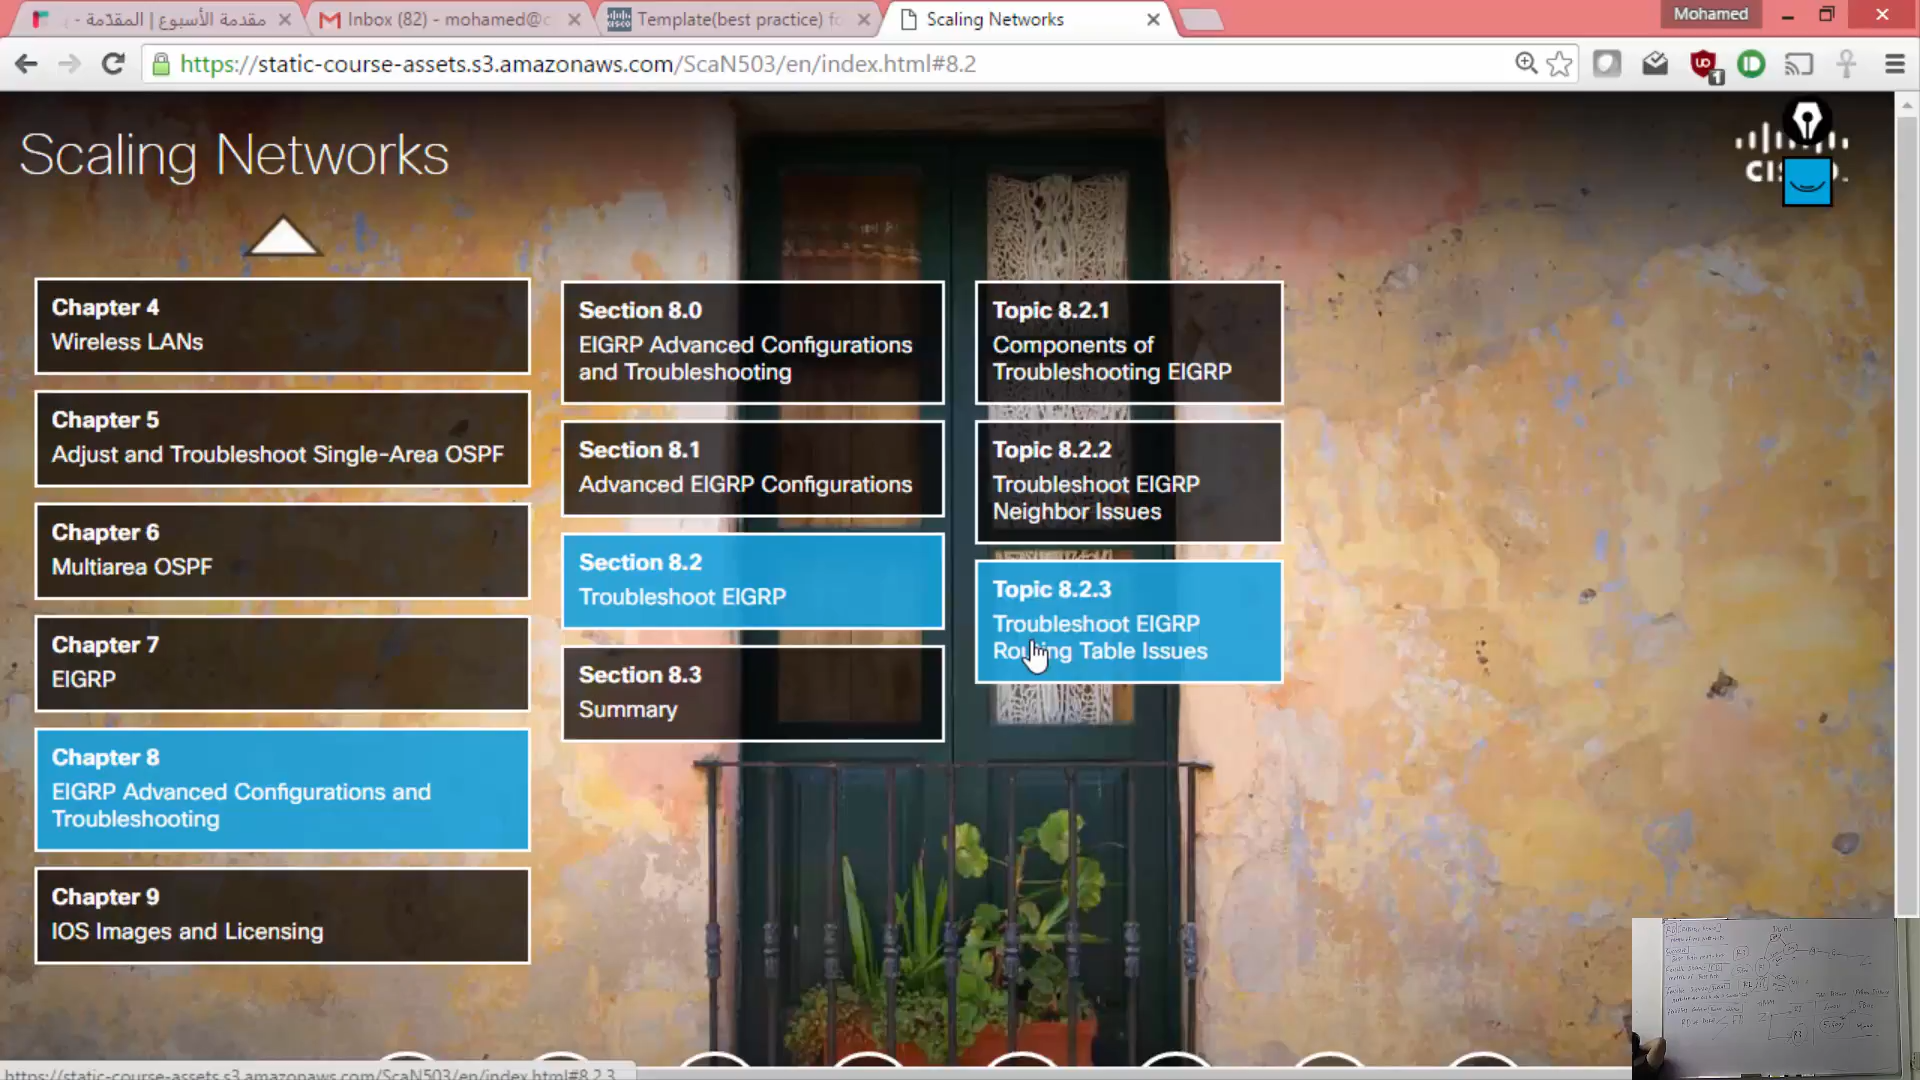 مقدمة الأسبوع | المقدّمة -
Inbox (82) - mohamed@c
Template(best practice) fo
Scaling Networks
Mohamed
https://static-course-assets.s3.amazonaws.com/ScaN503/en/index.html#8.2
Scaling Networks
Chapter 4
Wireless LANs
Chapter 5
Adjust and Troubleshoot Single-Area OSPF
Chapter 6
Multiarea OSPF
Chapter 7
EIGRP
Chapter 8
EIGRP Advanced Configurations and
Troubleshooting
Chapter 9
IOS Images and Licensing
Section 8.0
EIGRP Advanced Configurations
and Troubleshooting
Section 8.1
Advanced EIGRP Configurations
Section 8.2
Troubleshoot EIGRP
Section 8.3
Summary
Topic 8.2.1
Components of
Troubleshooting EIGRP
Topic 8.2.2
Troubleshoot EIGRP
Neighbor Issues
Topic 8.2.3
Troubleshoot EIGRP
Routing Table Issues
https://static-course-assets.s3.amazonaws.com/ScaN503/en/index.html#8.2.3